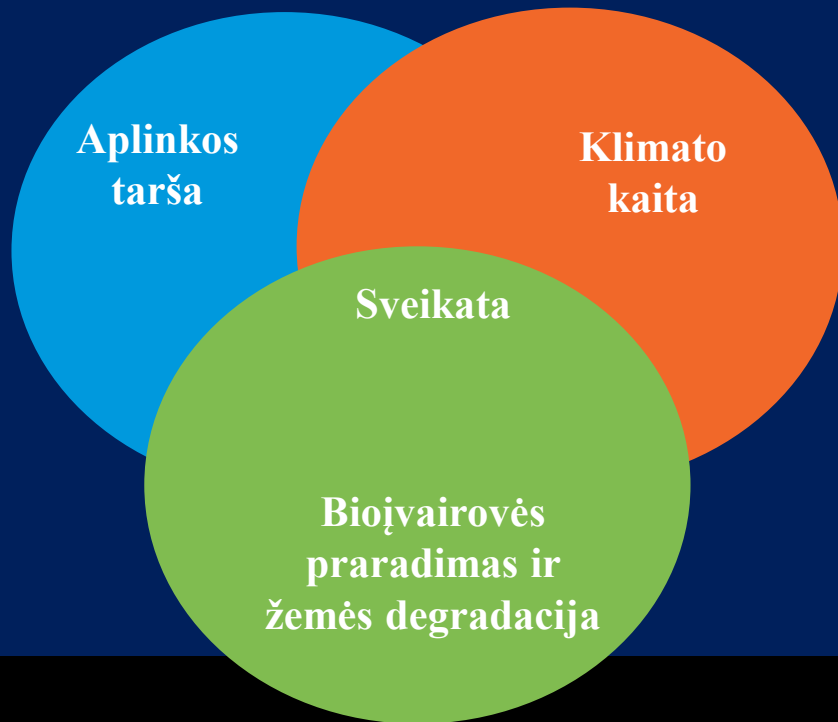 Aplinkos
tarša
Klimato
kaita
Sveikata
Bioįvairovės
praradimas ir
žemės degradacija